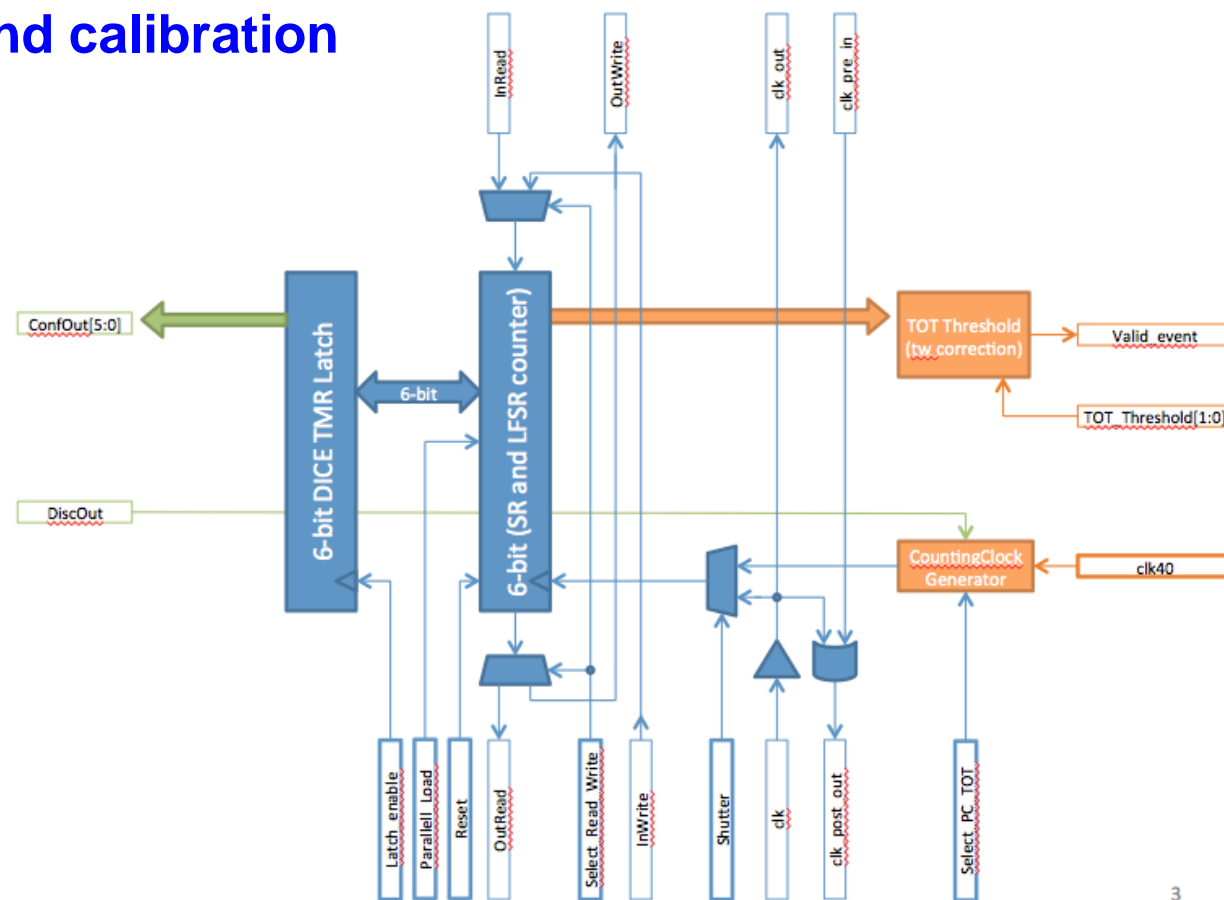 nd calibration
InRead
OutWrite
clk_out
clk_pre_in
ConfOut[5:0]
6-bit DICE TMR Latch
6-bit
6-bit (SR and LFSR counter)
TOT Threshold
(tw correction)
Valid_event
TOT_Threshold[1:0]
DiscOut
CountingClock
Generator
clk40
Latch_enable
Parallell_Load
Reset
OutRead
Select_Read_Write
InWrite
Shutter
clk
clk_post_out
Select_PC_TOT
3